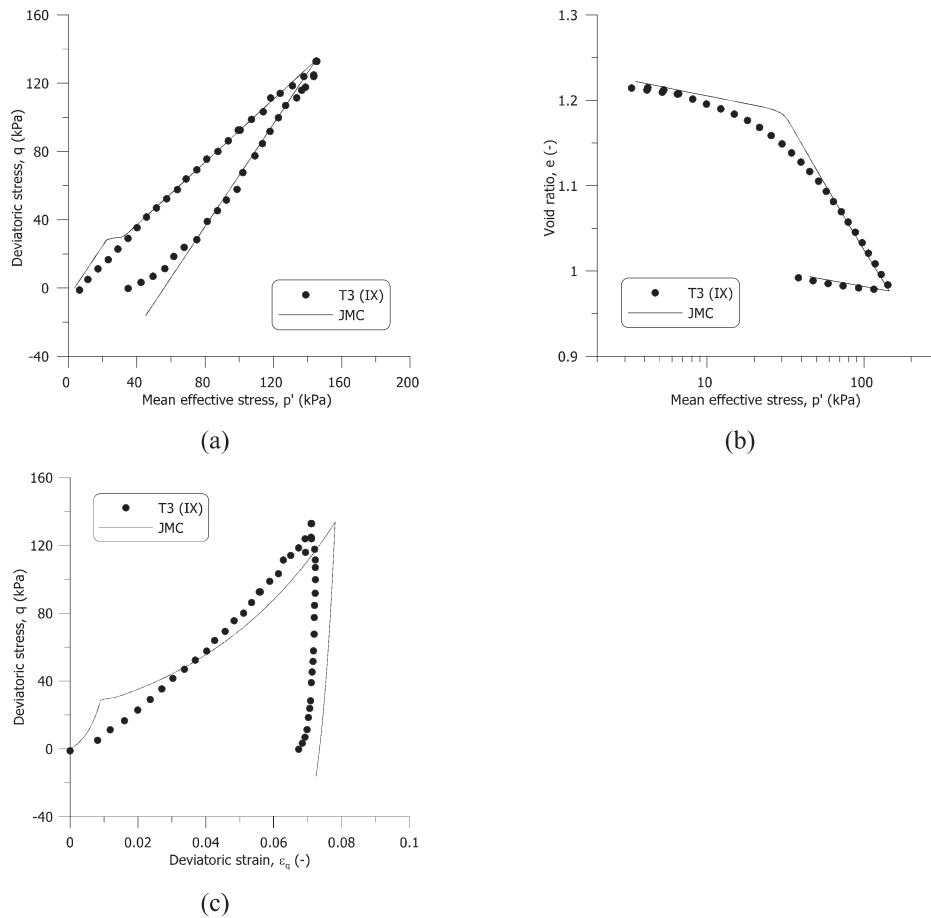 160
120
80
40
0
-40
Deviatoric stress, q (kPa)
T3 (IX)
JMC
0 40 80 120 160 200
Mean effective stress, p' (kPa)
(a)
1.3
1.2
1.1
1
0.9
Void ratio, e (-)
T3 (IX)
JMC
10 100
Mean effective stress, p' (kPa)
(b)
160
120
80
40
0
-40
Deviatoric stress, q (kPa)
T3 (IX)
JMC
0 0.02 0.04 0.06 0.08 0.1
Deviatoric strain, εq (-)
(c)